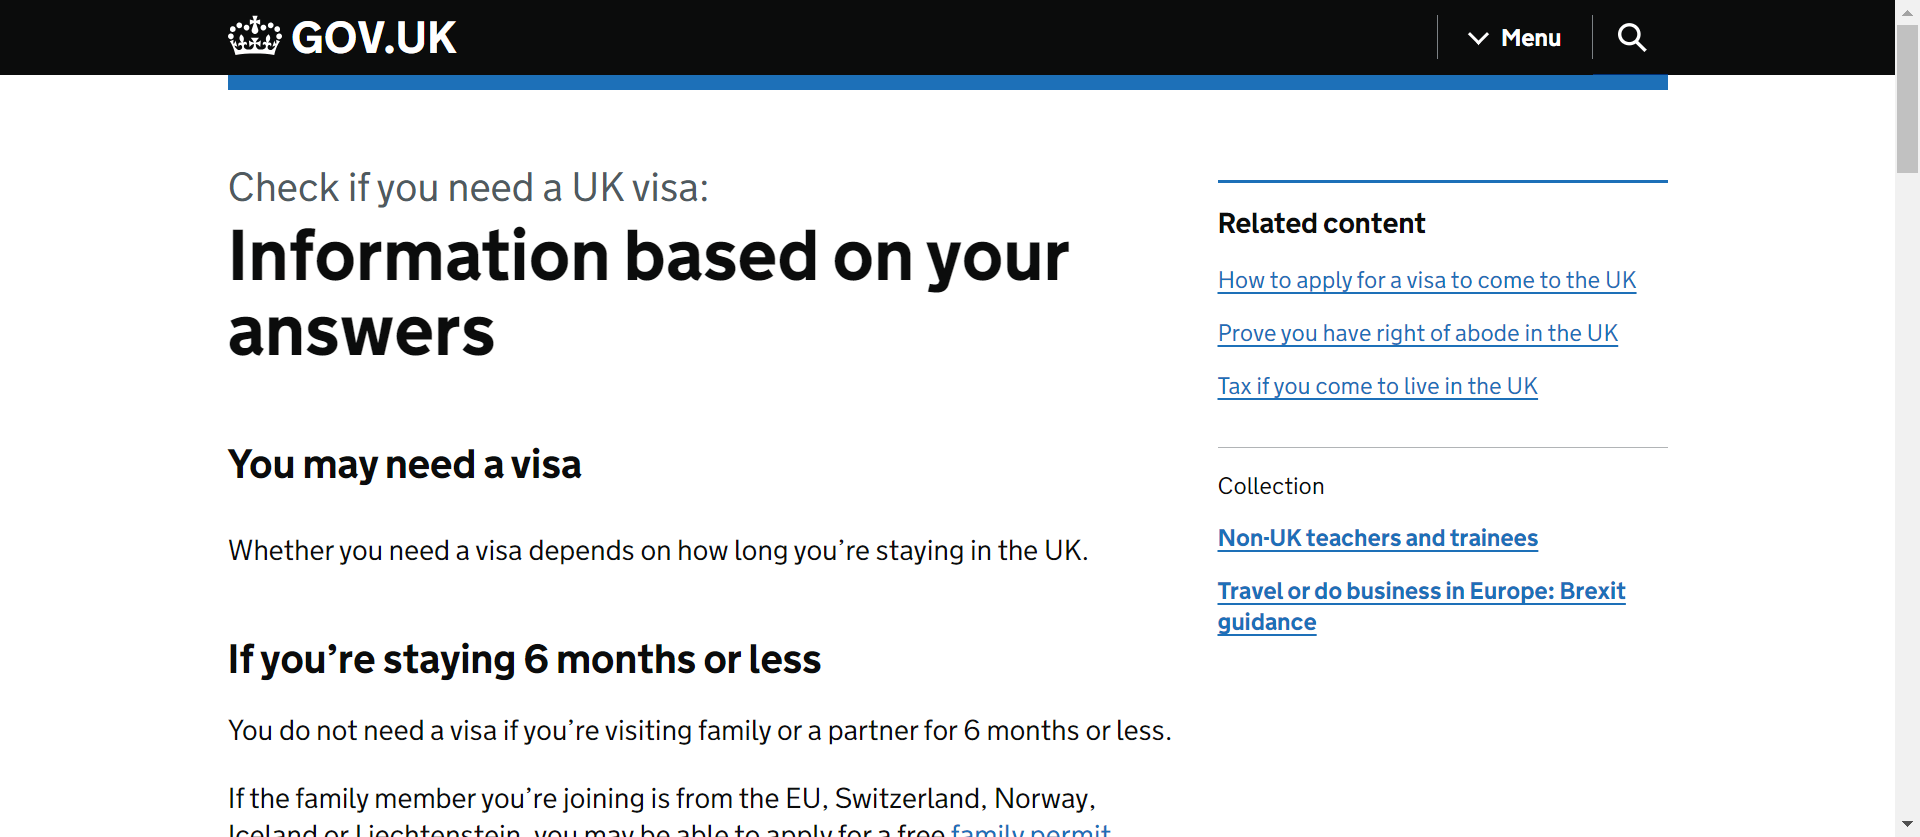 GOV.UK
Menu
Check if you need a UK visa:
Information based on your
answers
You may need a visa
Whether you need a visa depends on how long you’re staying in the UK.
If you’re staying 6 months or less
You do not need a visa if you’re visiting family or a partner for 6 months or less.
If the family member you’re joining is from the EU, Switzerland, Norway,
Iceland or Liechtenstein, you may be able to apply for a free family permit
Related content
How to apply for a visa to come to the UK
Prove you have right of abode in the UK
Tax if you come to live in the UK
Collection
Non-UK teachers and trainees
Travel or do business in Europe: Brexit
guidance